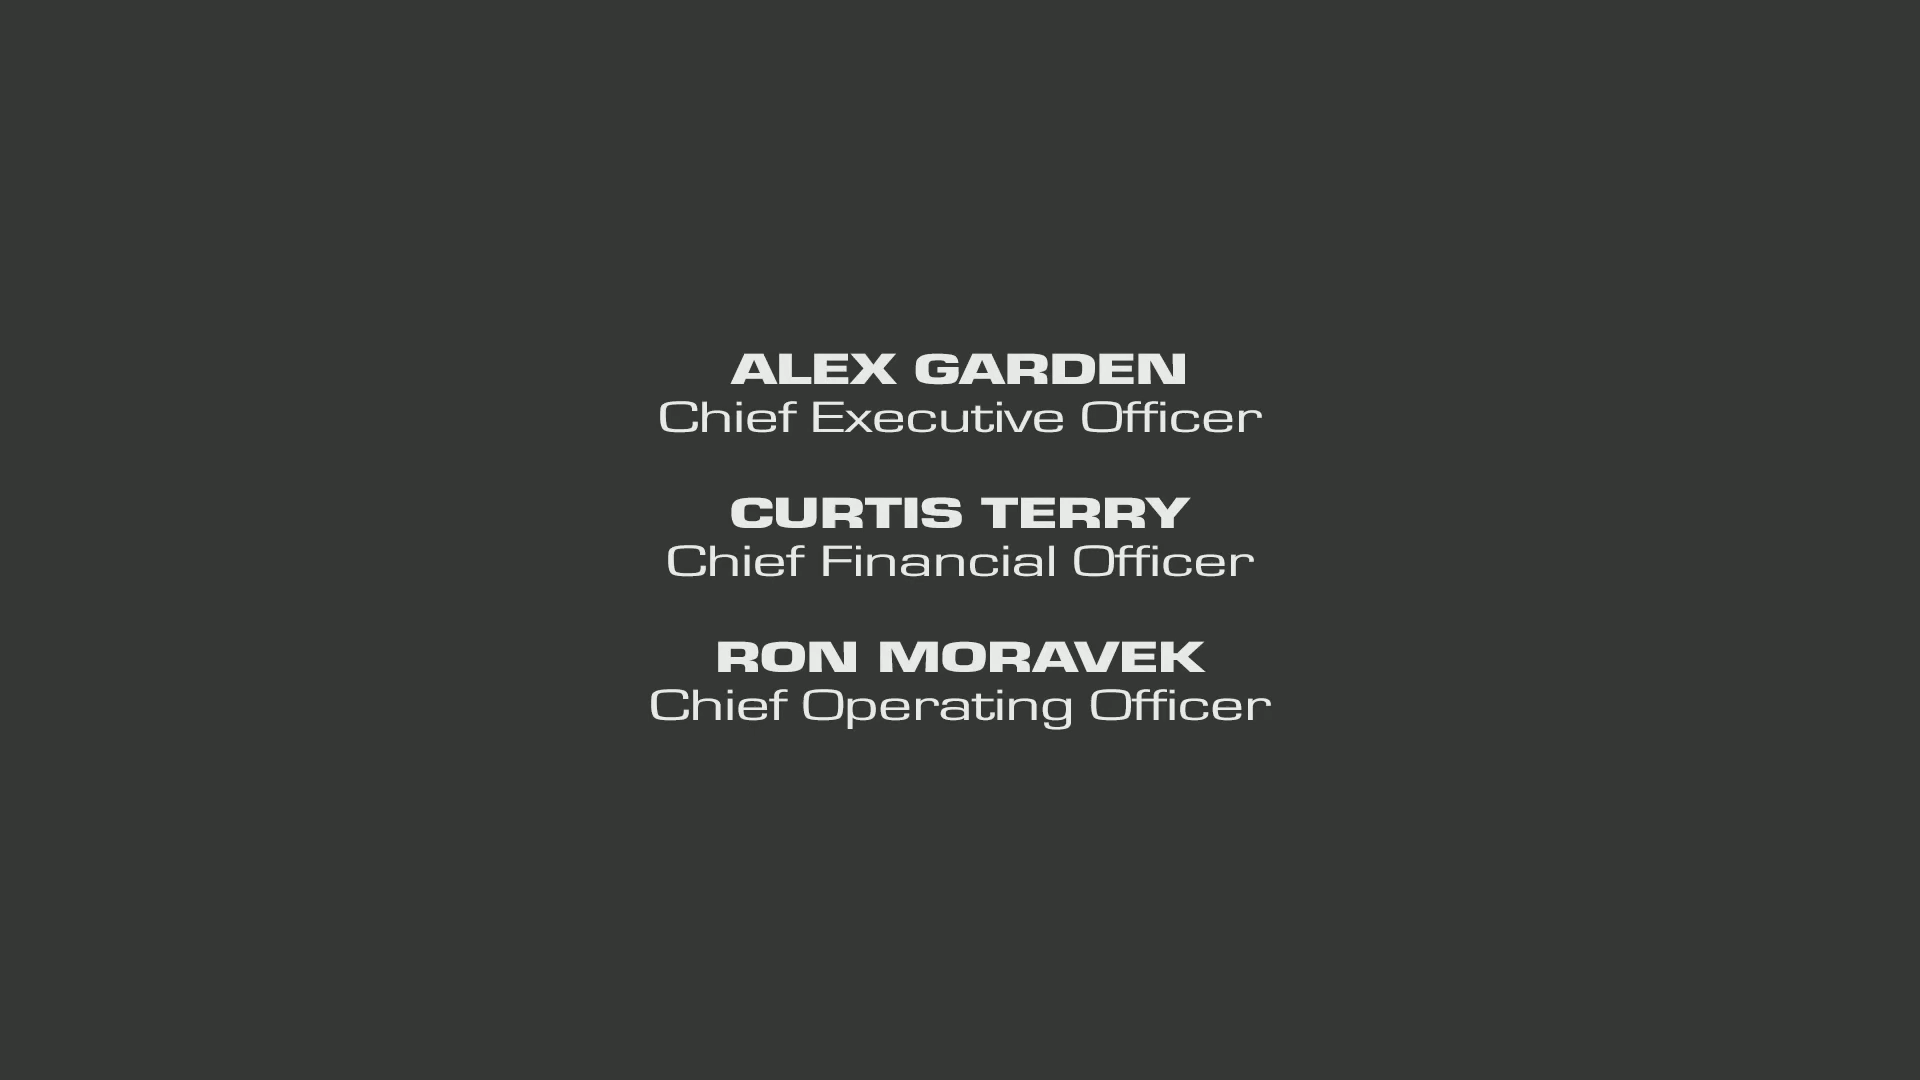 ALEX GARDEN
Chief Executive Officer
CURTIS TERRY
Chief Financial Officer
RON MORAVEK
Chief Operating Officer